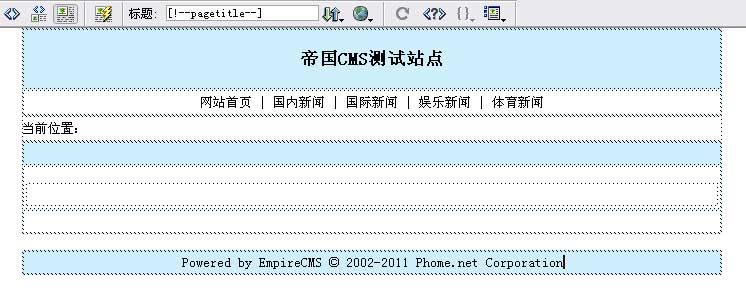 标题: [!--pagetitle--]
帝国CMS测试站点
网站首页 | 国内新闻 | 国际新闻 | 娱乐新闻 | 体育新闻
当前位置:
Powered by EmpireCMS © 2002-2011 Phome.net Corporation